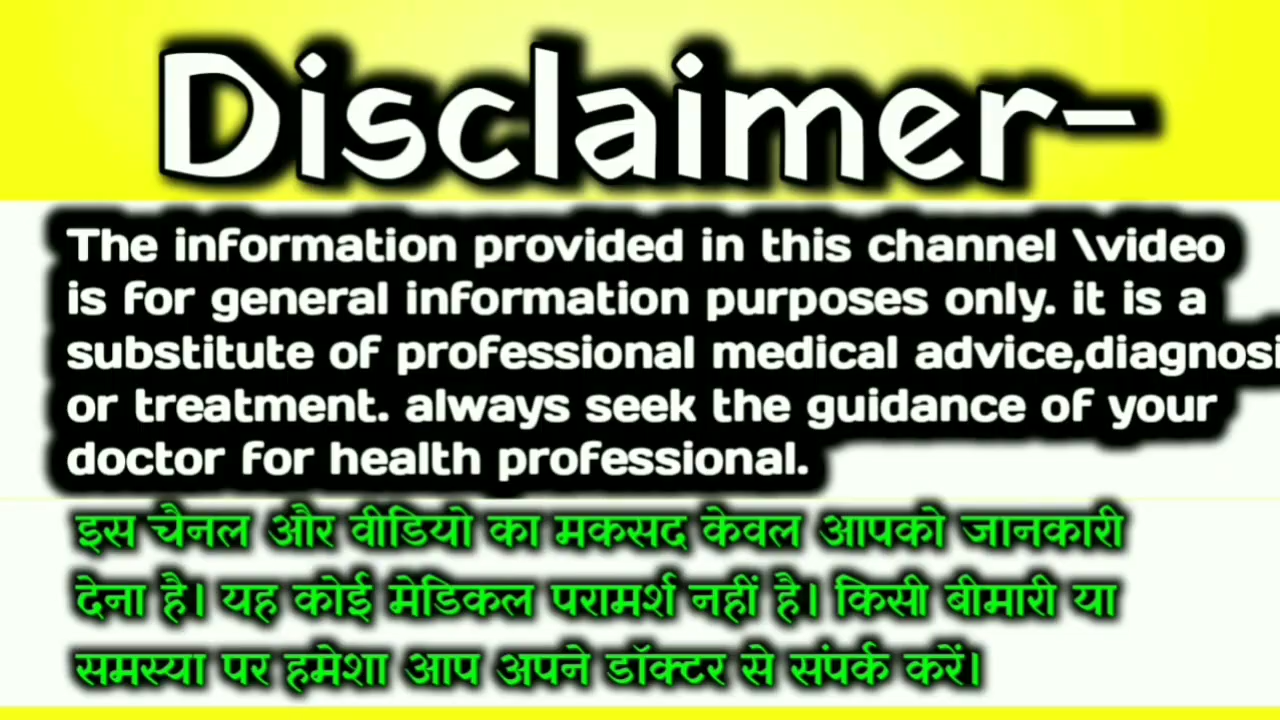 Disclaimer-
The information provided in this channel \video
is for general information purposes only. it is a
substitute of professional medical advice,diagnosi
or treatment. always seek the guidance of your
doctor for health professional.
इस चैनल और वीडियो का मकसद केवल आपको जानकारी
देना है। यह कोई मेडिकल परामर्श नहीं है। किसी बीमारी या
समस्या पर हमेशा आप अपने डॉक्टर से संपर्क करें।